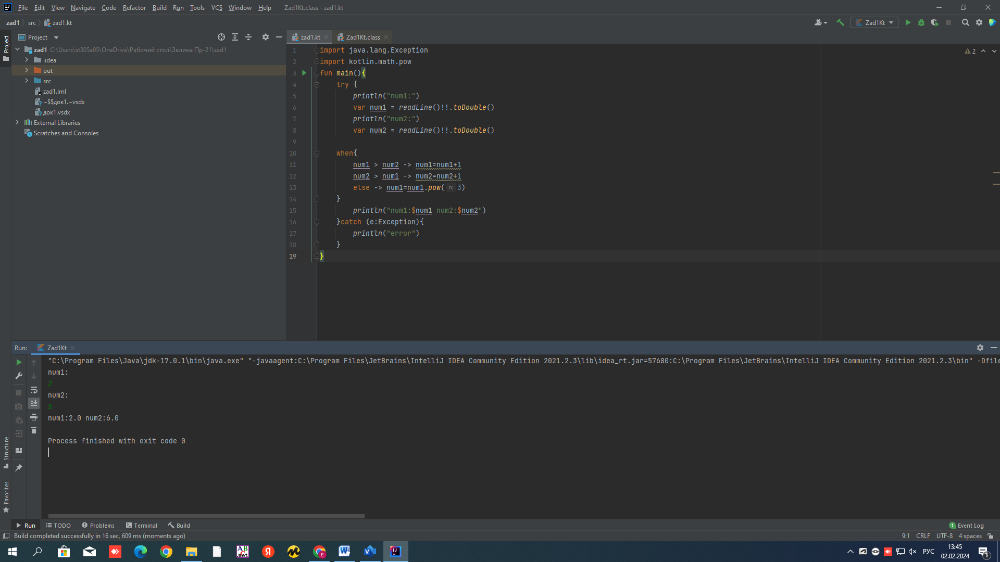 File Edit View Navigate Code Refactor Build Run Tools VCS Window Help Zad1Kt.class - zad1.kt
zad1 src zad1.kt
Zad1Kt
Project
Project
zad1 C:\Users\st305a05\OneDrive\Рабочий стол\Зелина Пр-21\zad1
.idea
out
src
zad1.iml
~$$док1.~vsdx
док1.vsdx
External Libraries
Scratches and Consoles
zad1.kt Zad1Kt.class
2
1 import java.lang.Exception
2 import kotlin.math.pow
3 fun main(){
4 try {
5 println("num1:")
6 var num1 = readLine()!!.toDouble()
7 println("num2:")
8 var num2 = readLine()!!.toDouble()
9
10 when{
11 num1 > num2 -> num1=num1+1
12 num2 > num1 -> num2=num2+1
13 else -> num1=num1.pow( n: 3)
14 }
15 println("num1:$num1 num2:$num2")
16 }catch (e:Exception){
17 println("error")
18 }
19 }
Run: Zad1Kt
"C:\Program Files\Java\jdk-17.0.1\bin\java.exe" "-javaagent:C:\Program Files\JetBrains\IntelliJ IDEA Community Edition 2021.2.3\lib\idea_rt.jar=57680:C:\Program Files\JetBrains\IntelliJ IDEA Community Edition 2021.2.3\bin" -Dfile
num1:
2
num2:
5
num1:2.0 num2:6.0
Process finished with exit code 0
Structure
Favorites
Run TODO Problems Terminal Build
1 Event Log
Build completed successfully in 16 sec, 609 ms (moments ago)
9:1 CRLF UTF-8 4 spaces
РУС
13:45
02.02.2024
1